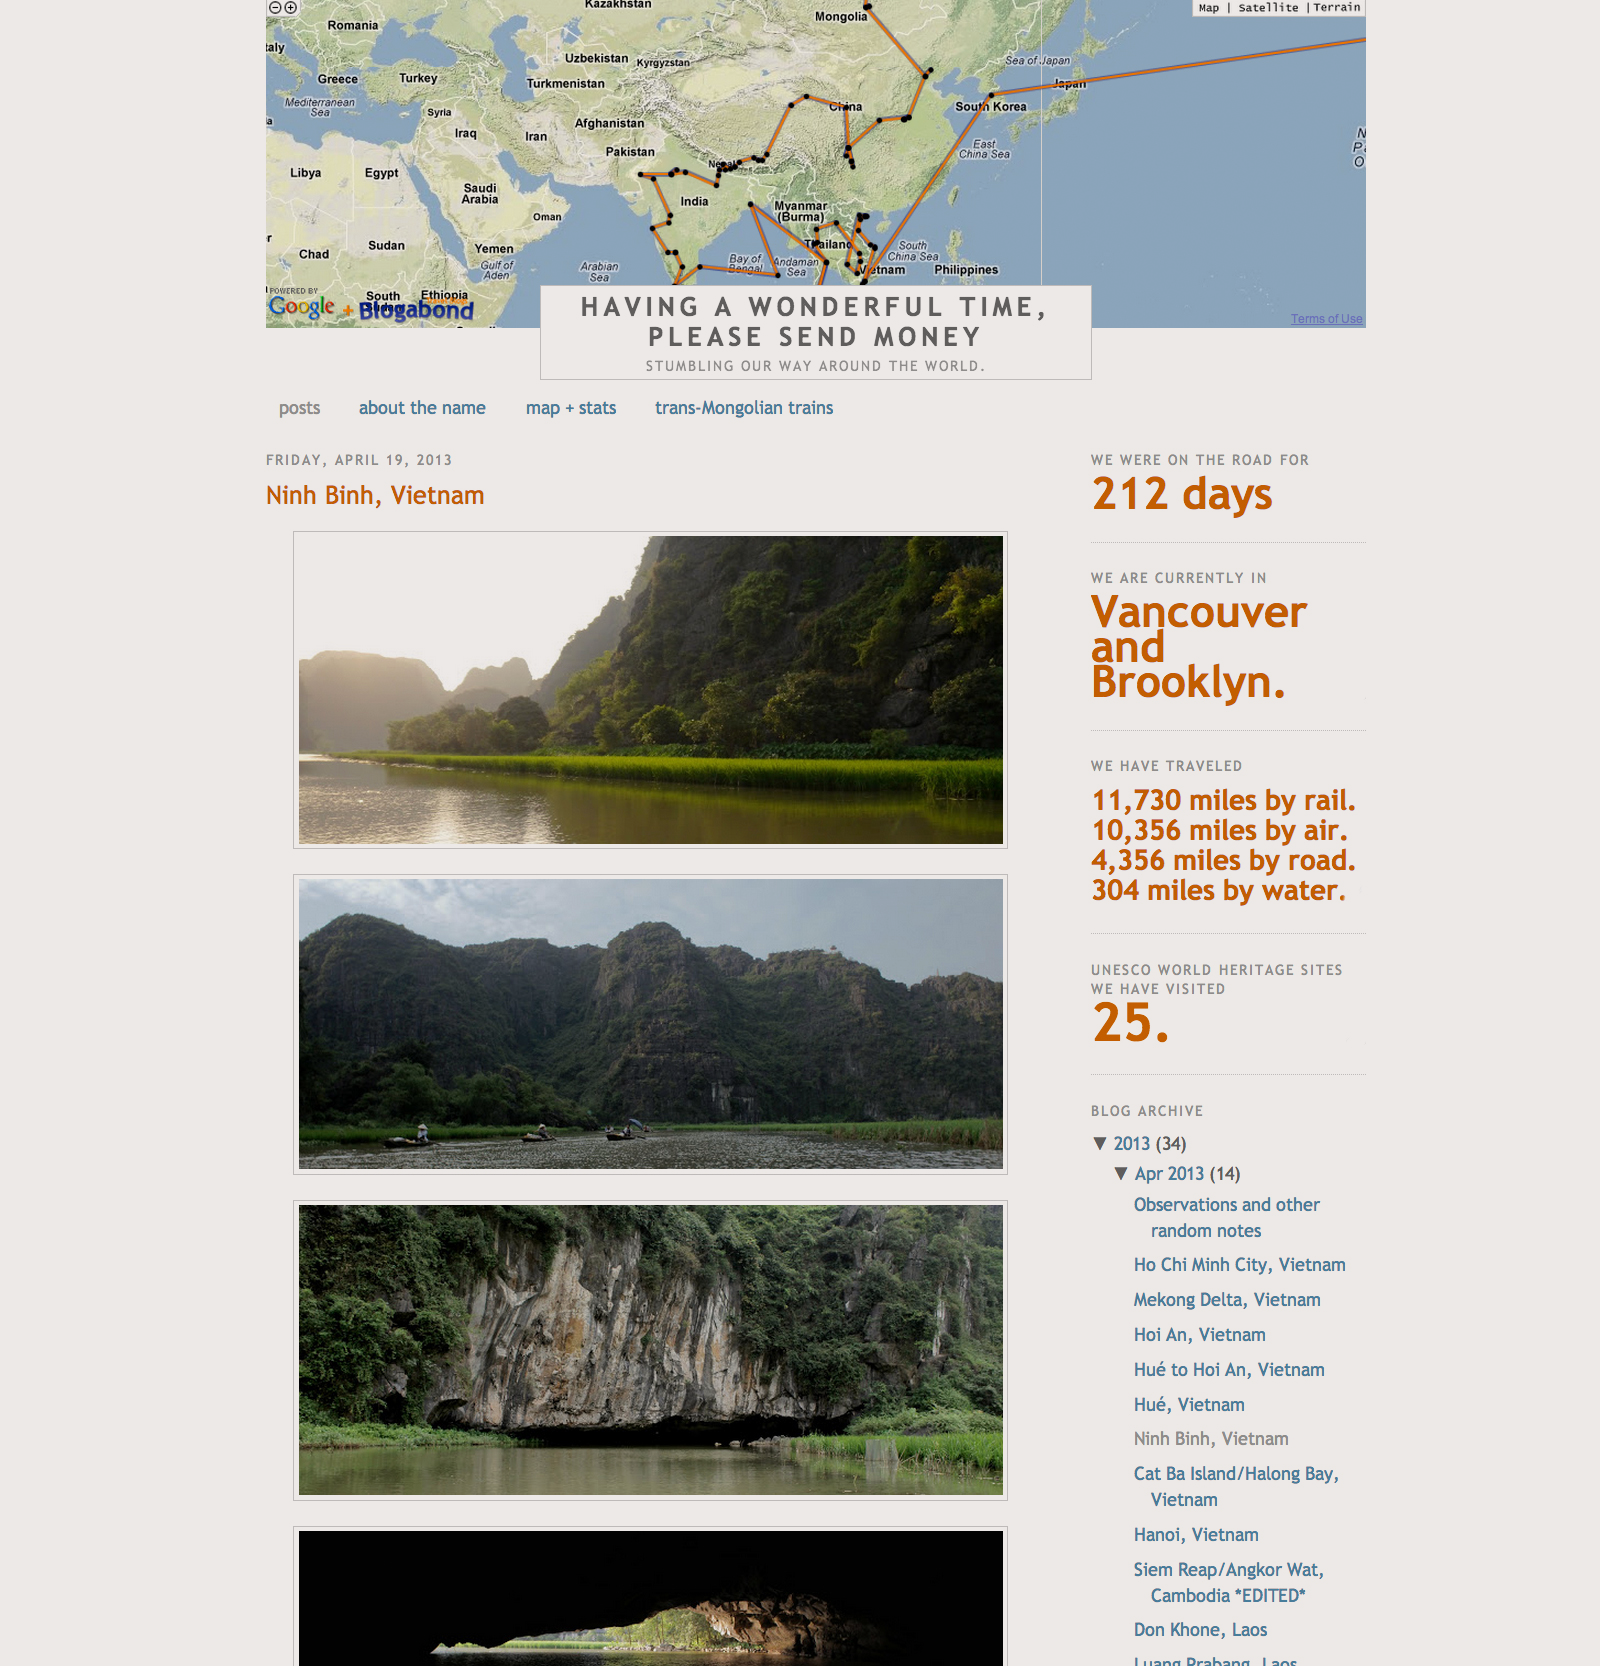 Kazakhstan
Mongolia
Map | Satellite | Terrain
Romania
Italy
Uzbekistan
Kyrgyzstan
Sea of Japan
Greece
Turkey
Turkmenistan
Japan
Mediterranean
Sea
Syria
China
South Korea
Iraq
Iran
Afghanistan
Pakistan
East
China Sea
Nepal
Libya
Egypt
Saudi
Arabia
India
Myanmar
(Burma)
Oman
Chad
Sudan
Yemen
Gulf of
Aden
Arabian
Sea
Bay of
Bengal
Andaman
Sea
Thailand
South
China Sea
Vietnam
Philippines
POWERED BY
Google + Blogabond
South
Sudan
Ethiopia
Terms of Use
HAVING A WONDERFUL TIME,
PLEASE SEND MONEY
STUMBLING OUR WAY AROUND THE WORLD.
posts about the name map + stats trans-Mongolian trains
FRIDAY, APRIL 19, 2013
Ninh Binh, Vietnam
WE WERE ON THE ROAD FOR
212 days
WE ARE CURRENTLY IN
Vancouver
and
Brooklyn.
WE HAVE TRAVELED
11,730 miles by rail.
10,356 miles by air.
4,356 miles by road.
304 miles by water.
UNESCO WORLD HERITAGE SITES
WE HAVE VISITED
25.
BLOG ARCHIVE
▼ 2013 (34)
▼ Apr 2013 (14)
Observations and other
random notes
Ho Chi Minh City, Vietnam
Mekong Delta, Vietnam
Hoi An, Vietnam
Hué to Hoi An, Vietnam
Hué, Vietnam
Ninh Binh, Vietnam
Cat Ba Island/Halong Bay,
Vietnam
Hanoi, Vietnam
Siem Reap/Angkor Wat,
Cambodia *EDITED*
Don Khone, Laos
Luang Prabang, Laos